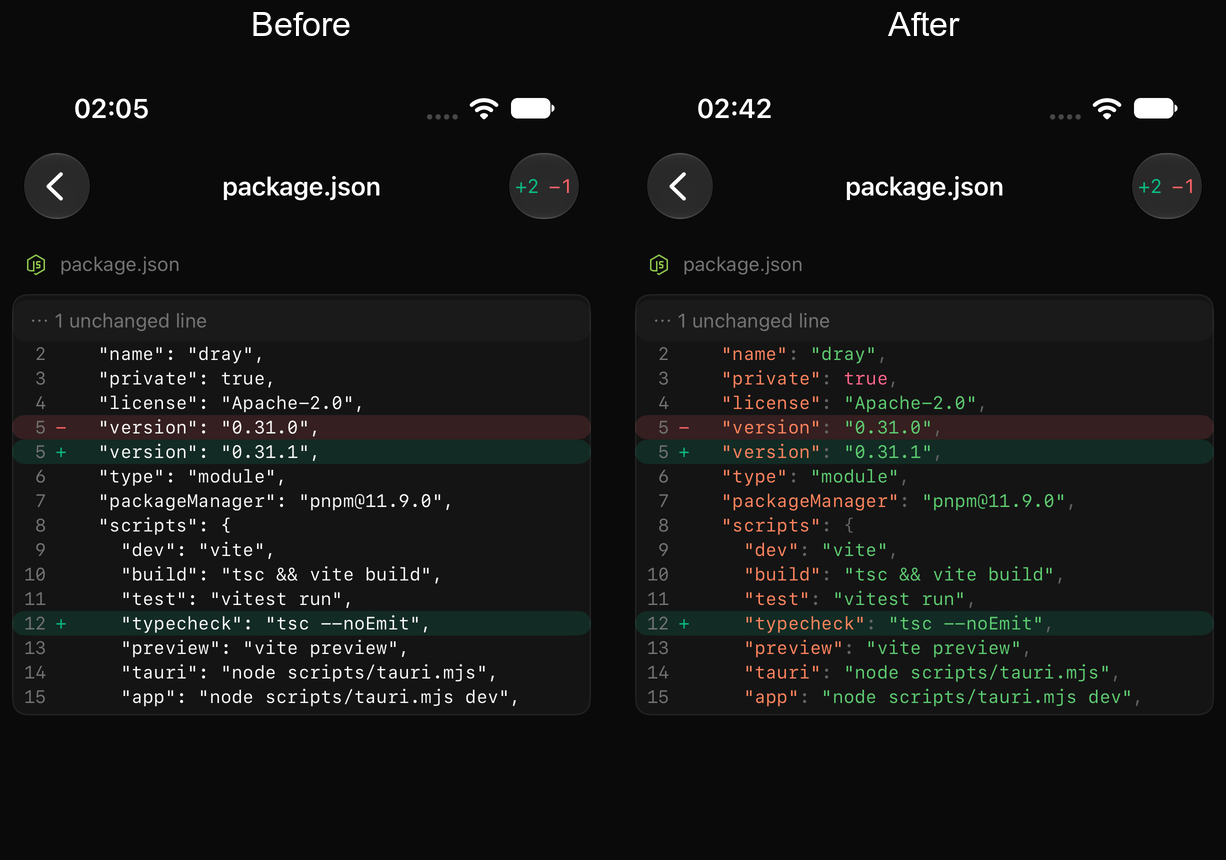 Before
02:05
package.json
+2 −1
package.json
··· 1 unchanged line
2 "name": "dray",
3 "private": true,
4 "license": "Apache-2.0",
5 − "version": "0.31.0",
5 + "version": "0.31.1",
6 "type": "module",
7 "packageManager": "pnpm@11.9.0",
8 "scripts": {
9 "dev": "vite",
10 "build": "tsc && vite build",
11 "test": "vitest run",
12 + "typecheck": "tsc --noEmit",
13 "preview": "vite preview",
14 "tauri": "node scripts/tauri.mjs",
15 "app": "node scripts/tauri.mjs dev",
After
02:42
package.json
+2 −1
package.json
··· 1 unchanged line
2 "name": "dray",
3 "private": true,
4 "license": "Apache-2.0",
5 − "version": "0.31.0",
5 + "version": "0.31.1",
6 "type": "module",
7 "packageManager": "pnpm@11.9.0",
8 "scripts": {
9 "dev": "vite",
10 "build": "tsc && vite build",
11 "test": "vitest run",
12 + "typecheck": "tsc --noEmit",
13 "preview": "vite preview",
14 "tauri": "node scripts/tauri.mjs",
15 "app": "node scripts/tauri.mjs dev",